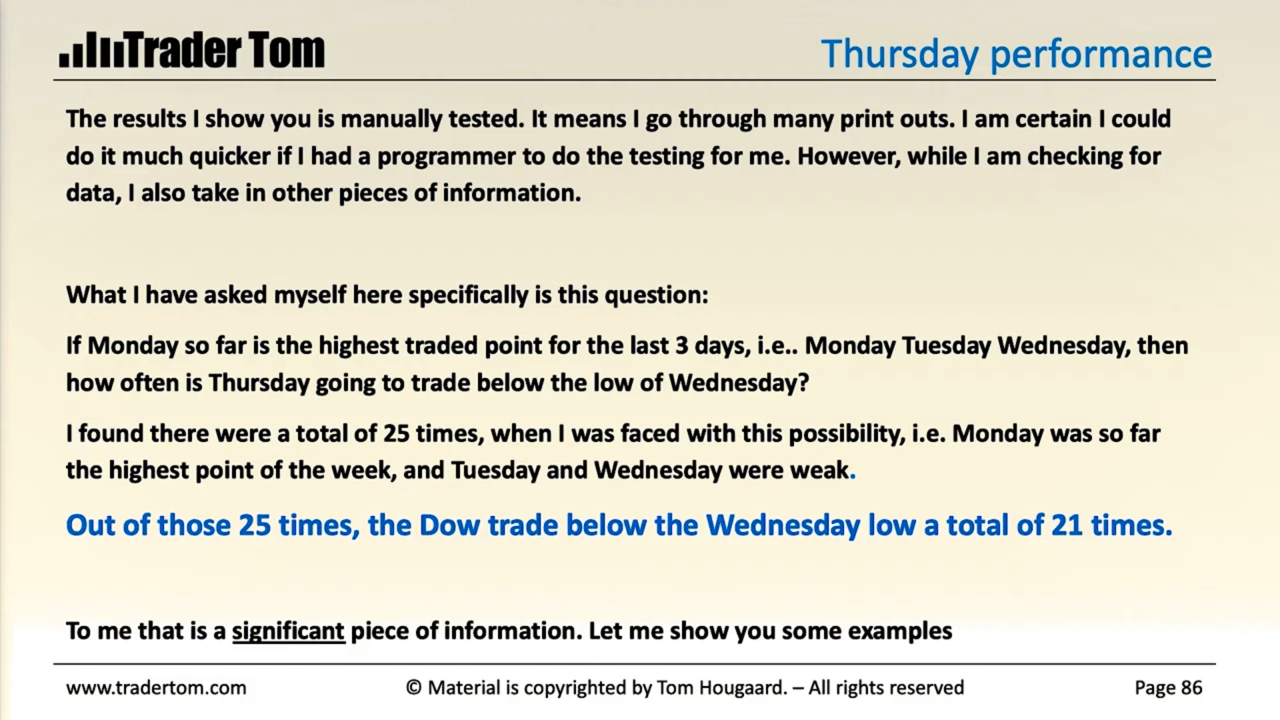 Trader Tom
Thursday performance
The results I show you is manually tested. It means I go through many print outs. I am certain I could
do it much quicker if I had a programmer to do the testing for me. However, while I am checking for
data, I also take in other pieces of information.
What I have asked myself here specifically is this question:
If Monday so far is the highest traded point for the last 3 days, i.e.. Monday Tuesday Wednesday, then
how often is Thursday going to trade below the low of Wednesday?
I found there were a total of 25 times, when I was faced with this possibility, i.e. Monday was so far
the highest point of the week, and Tuesday and Wednesday were weak.
Out of those 25 times, the Dow trade below the Wednesday low a total of 21 times.
To me that is a significant piece of information. Let me show you some examples
www.tradertom.com
© Material is copyrighted by Tom Hougaard. – All rights reserved
Page 86